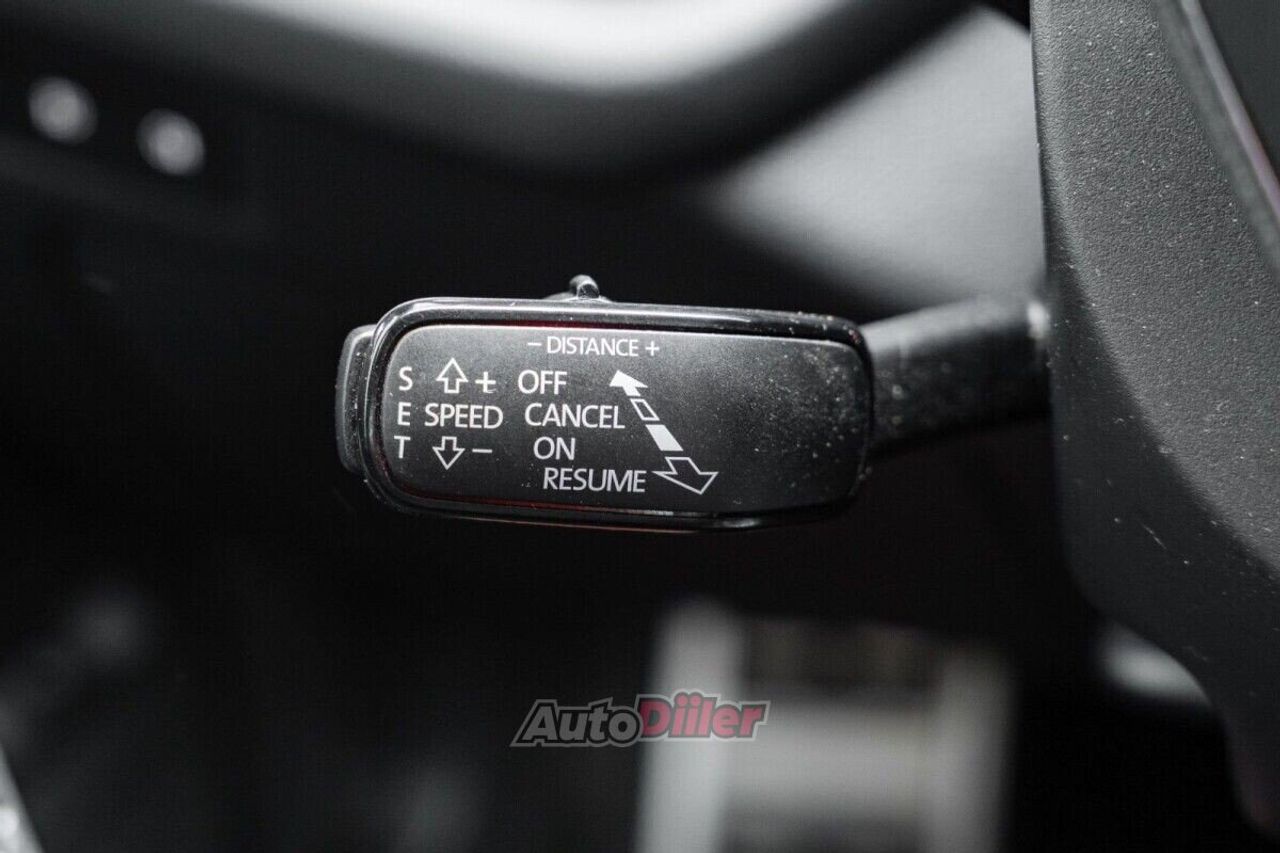 - DISTANCE +
S + OFF
E SPEED CANCEL
T - ON
RESUME
AutoDiiler